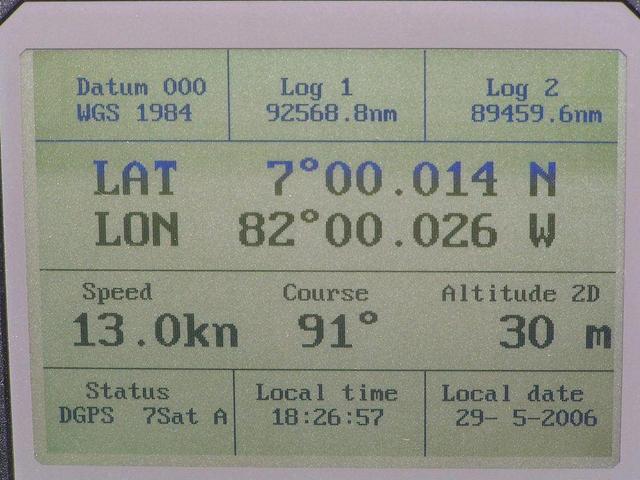 Datum 000 Log 1 Log 2
WGS 1984 92568.8nm 89459.6nm
LAT 7°00.014 N
LON 82°00.026 W
Speed Course Altitude 2D
13.0kn 91° 30 m
Status Local time Local date
DGPS 7Sat A 18:26:57 29- 5-2006